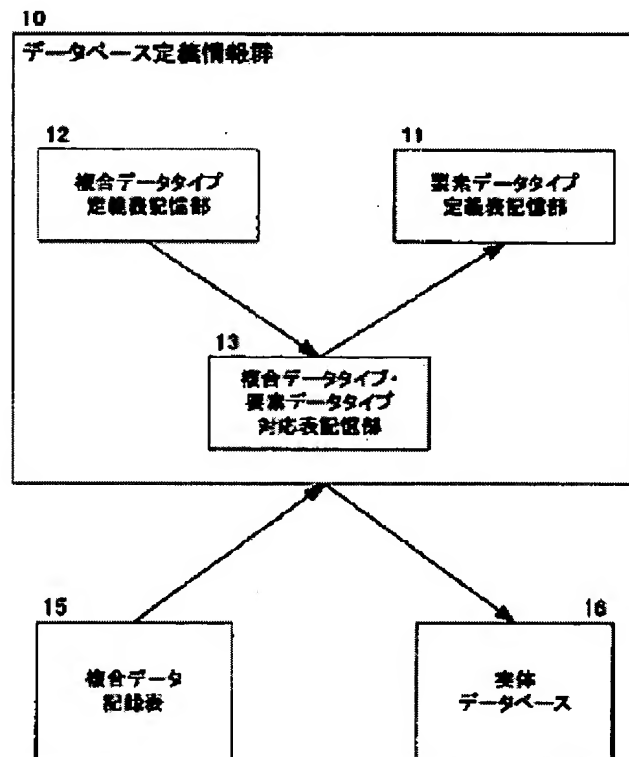 10
データベース定義情報群
12
複合データタイプ
定義表記憶部
11
要素データタイプ
定義表記憶部
13
複合データタイプ・
要素データタイプ
対応表記憶部
15
複合データ
記録表
16
実体
データベース